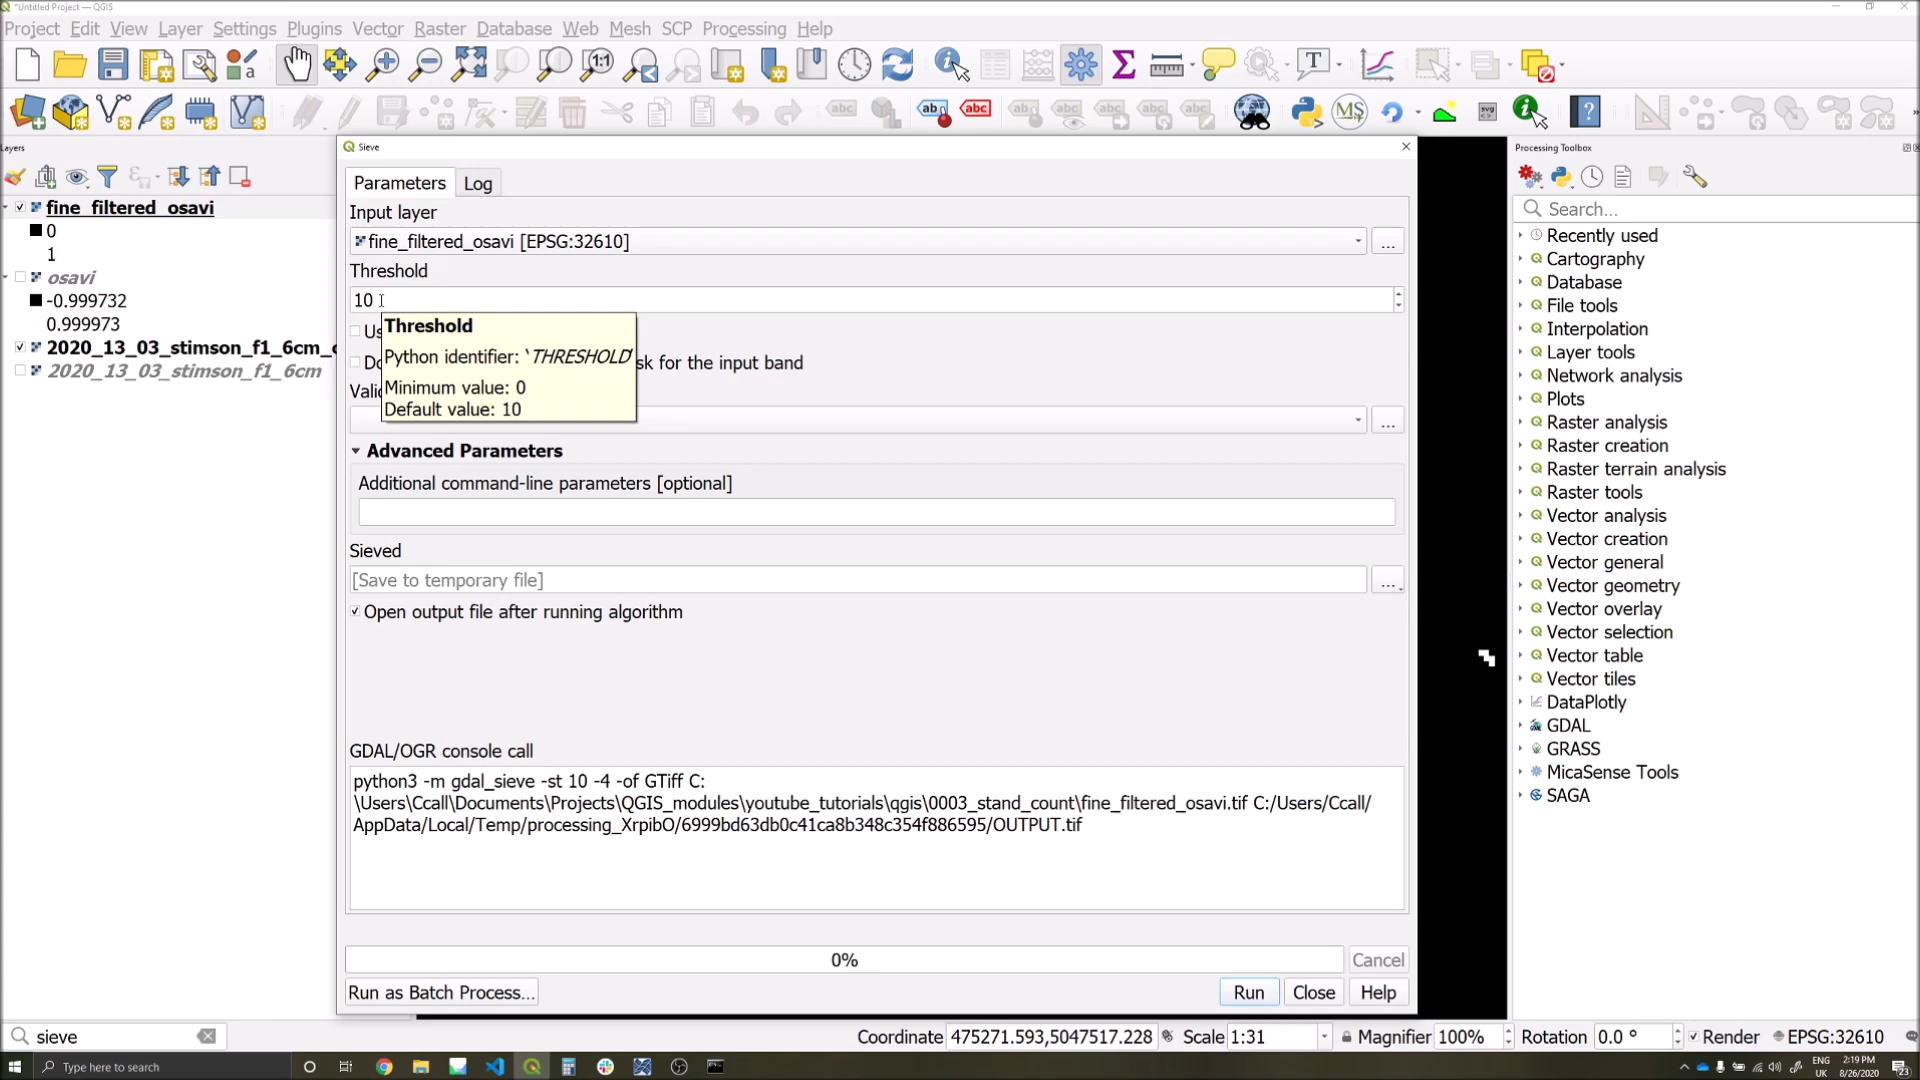 *Untitled Project — QGIS
Project Edit View Layer Settings Plugins Vector Raster Database Web Mesh SCP Processing Help
Layers
fine_filtered_osavi
0
1
osavi
-0.999732
0.999973
2020_13_03_stimson_f1_6cm_
2020_13_03_stimson_f1_6cm
Sieve
Parameters Log
Input layer
fine_filtered_osavi [EPSG:32610]
...
Threshold
10
Us
Threshold
Python identifier: 'THRESHOLD'
Minimum value: 0
Default value: 10
Do sk for the input band
Vali
...
Advanced Parameters
Additional command-line parameters [optional]
Sieved
[Save to temporary file]
...
Open output file after running algorithm
GDAL/OGR console call
python3 -m gdal_sieve -st 10 -4 -of GTiff C:
\Users\Ccall\Documents\Projects\QGIS_modules\youtube_tutorials\qgis\0003_stand_count\fine_filtered_osavi.tif C:/Users/Ccall/
AppData/Local/Temp/processing_XrpibO/6999bd63db0c41ca8b348c354f886595/OUTPUT.tif
0%
Cancel
Run as Batch Process...
Run Close Help
Processing Toolbox
Search...
Recently used
Cartography
Database
File tools
Interpolation
Layer tools
Network analysis
Plots
Raster analysis
Raster creation
Raster terrain analysis
Raster tools
Vector analysis
Vector creation
Vector general
Vector geometry
Vector overlay
Vector selection
Vector table
Vector tiles
DataPlotly
GDAL
GRASS
MicaSense Tools
SAGA
sieve
Coordinate 475271.593,5047517.228 Scale 1:31 Magnifier 100% Rotation 0.0 ° Render EPSG:32610
Type here to search
ENG
UK
2:19 PM
8/26/2020
23